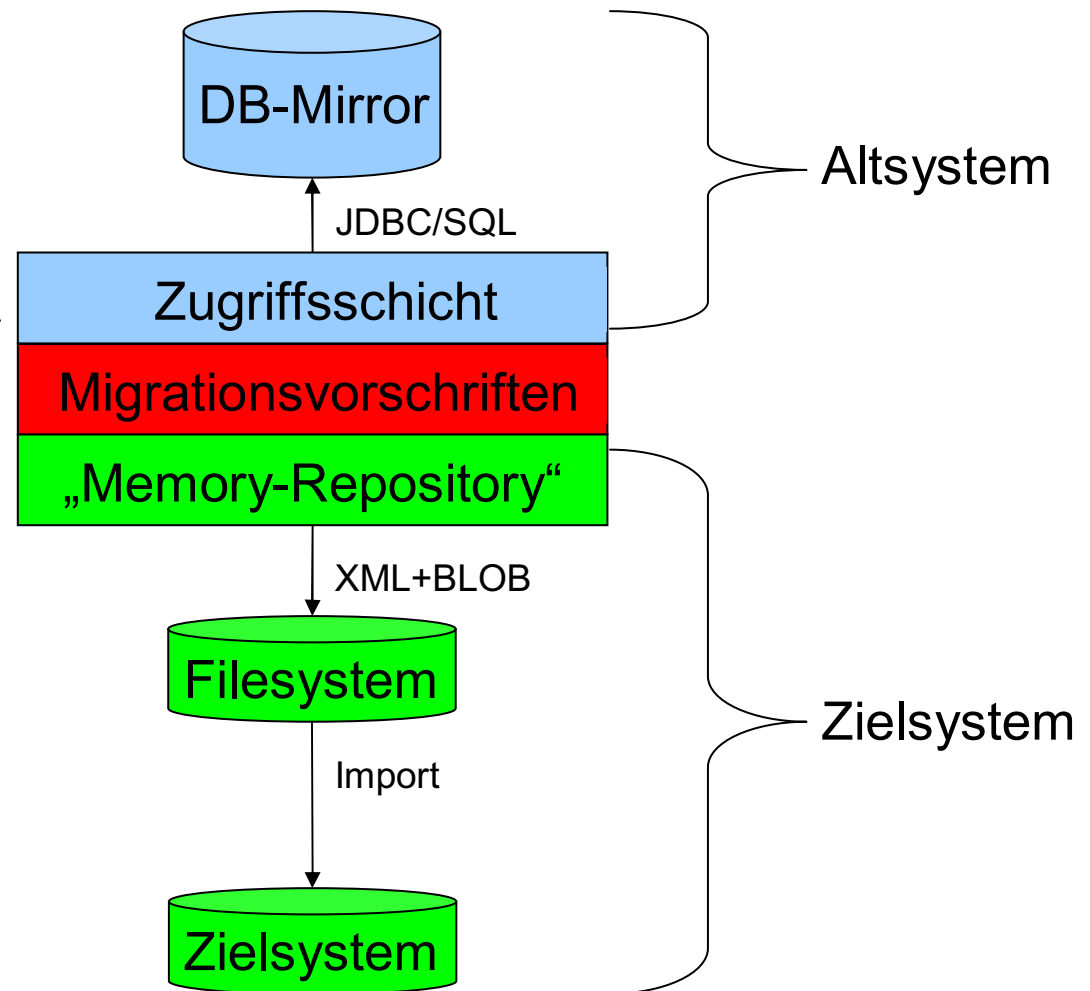 DB-Mirror
Altsystem
JDBC/SQL
Zugriffsschicht
Migrationsvorschriften
„Memory-Repository“
XML+BLOB
Filesystem
Zielsystem
Import
Zielsystem